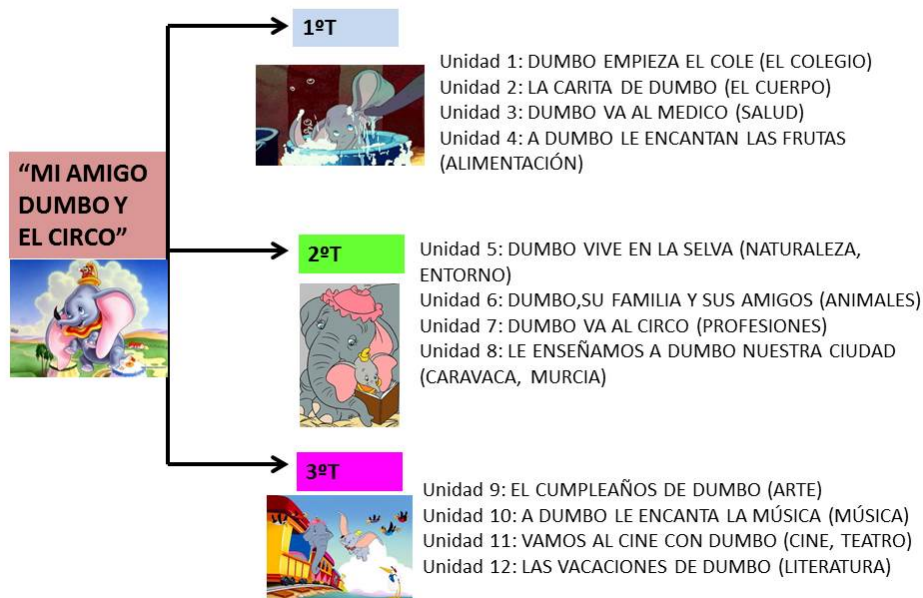 “MI AMIGO
DUMBO Y
EL CIRCO”
1ºT
Unidad 1: DUMBO EMPIEZA EL COLE (EL COLEGIO)
Unidad 2: LA CARITA DE DUMBO (EL CUERPO)
Unidad 3: DUMBO VA AL MEDICO (SALUD)
Unidad 4: A DUMBO LE ENCANTAN LAS FRUTAS
(ALIMENTACIÓN)
2ºT
Unidad 5: DUMBO VIVE EN LA SELVA (NATURALEZA,
ENTORNO)
Unidad 6: DUMBO,SU FAMILIA Y SUS AMIGOS (ANIMALES)
Unidad 7: DUMBO VA AL CIRCO (PROFESIONES)
Unidad 8: LE ENSEÑAMOS A DUMBO NUESTRA CIUDAD
(CARAVACA, MURCIA)
3ºT
Unidad 9: EL CUMPLEAÑOS DE DUMBO (ARTE)
Unidad 10: A DUMBO LE ENCANTA LA MÚSICA (MÚSICA)
Unidad 11: VAMOS AL CINE CON DUMBO (CINE, TEATRO)
Unidad 12: LAS VACACIONES DE DUMBO (LITERATURA)